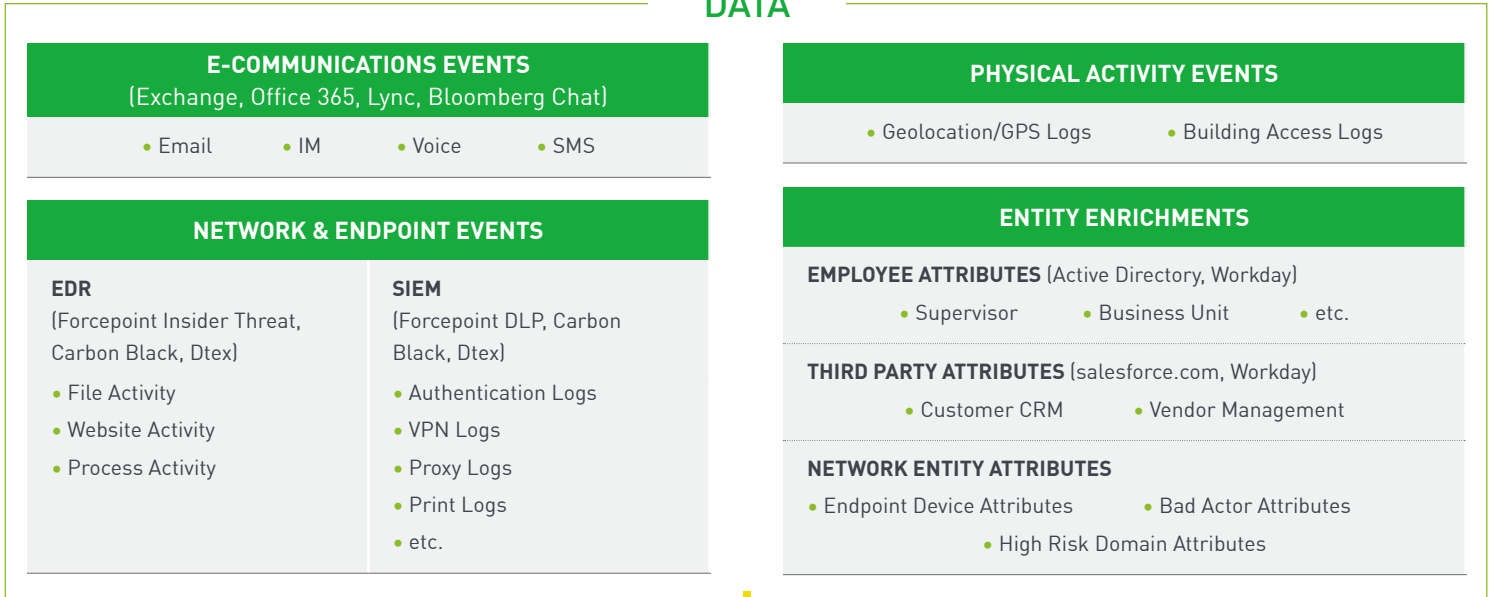 DATA
E-COMMUNICATIONS EVENTS
(Exchange, Office 365, Lync, Bloomberg Chat)
• Email • IM • Voice • SMS
NETWORK & ENDPOINT EVENTS
EDR
(Forcepoint Insider Threat,
Carbon Black, Dtex)
• File Activity
• Website Activity
• Process Activity
SIEM
(Forcepoint DLP, Carbon
Black, Dtex)
• Authentication Logs
• VPN Logs
• Proxy Logs
• Print Logs
• etc.
PHYSICAL ACTIVITY EVENTS
• Geolocation/GPS Logs • Building Access Logs
ENTITY ENRICHMENTS
EMPLOYEE ATTRIBUTES (Active Directory, Workday)
• Supervisor • Business Unit • etc.
THIRD PARTY ATTRIBUTES (salesforce.com, Workday)
• Customer CRM • Vendor Management
NETWORK ENTITY ATTRIBUTES
• Endpoint Device Attributes • Bad Actor Attributes
• High Risk Domain Attributes